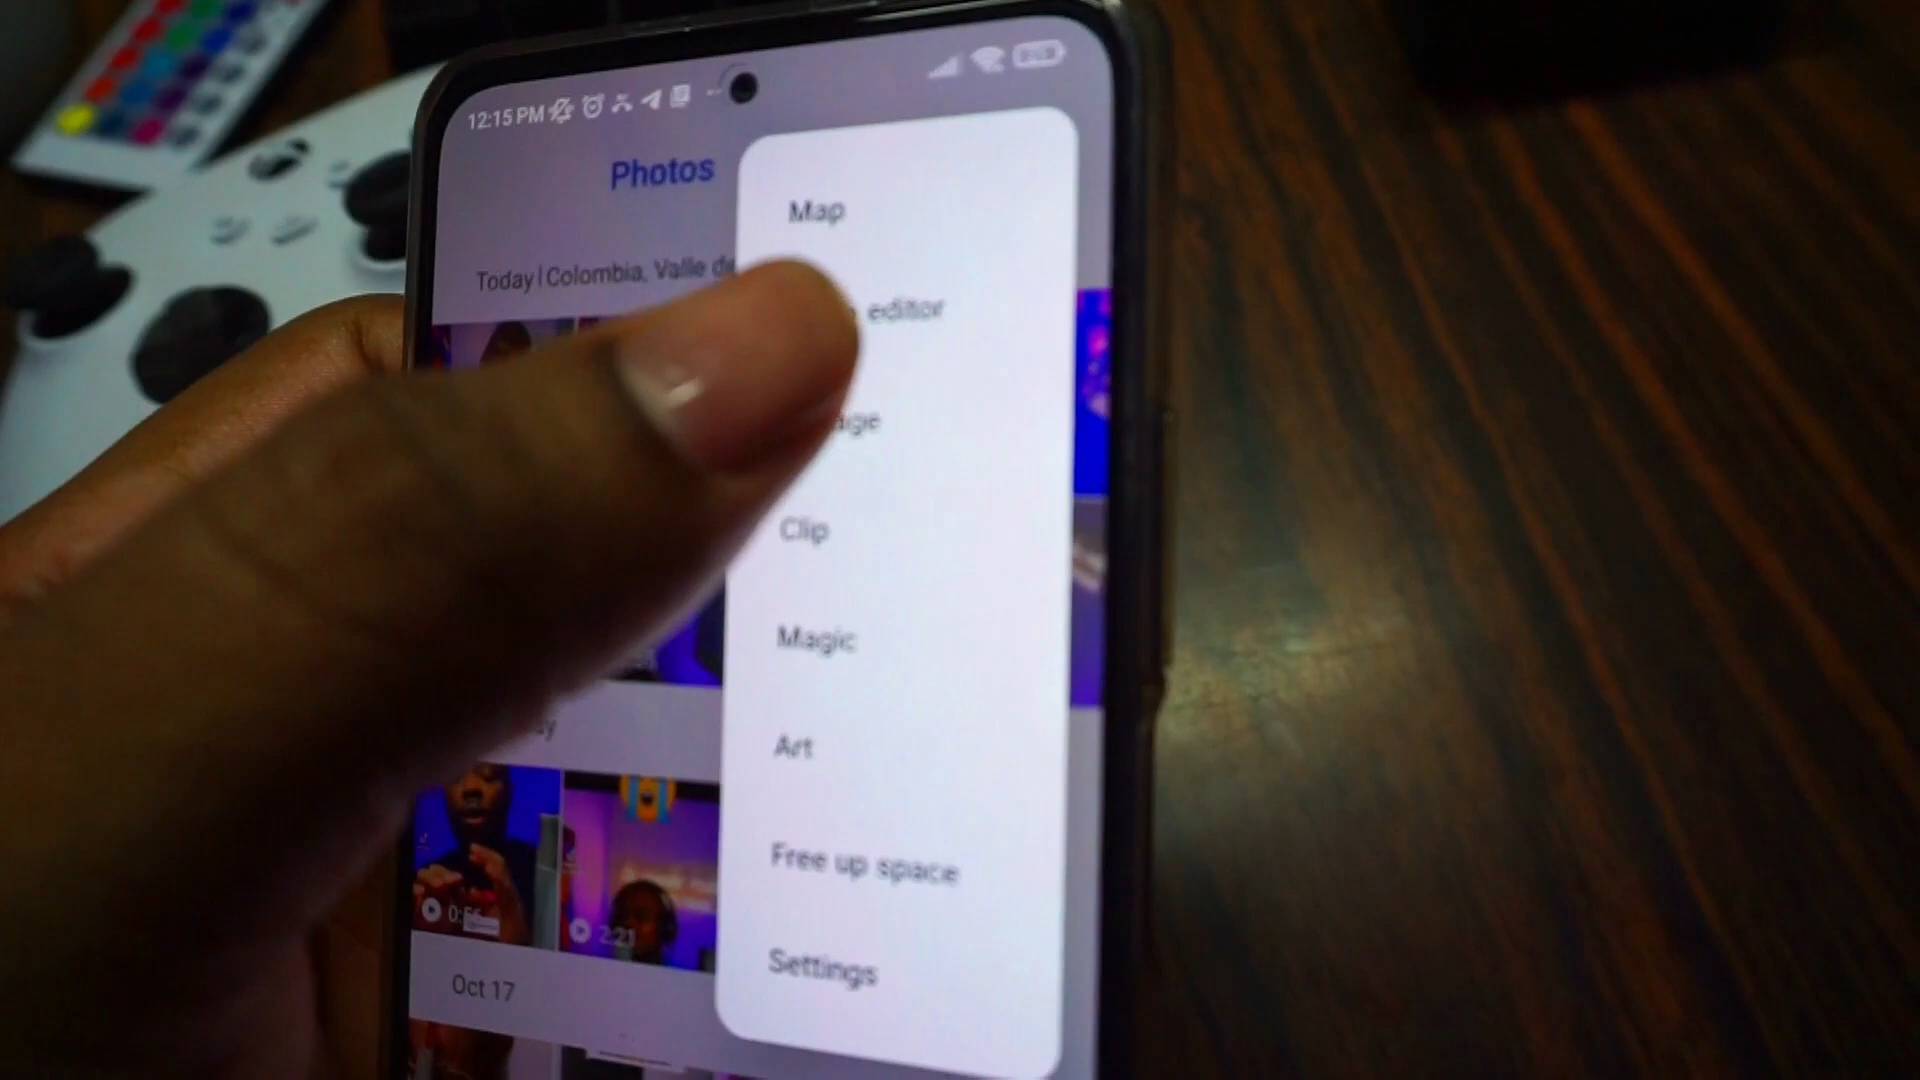 12:15 PM
Photos
Map
Today | Colombia, Valle de
editor
Clip
Magic
Art
Free up space
2:21
Settings
Oct 17